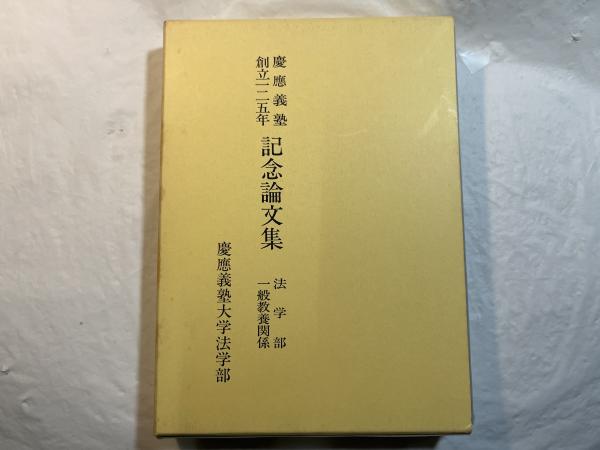 慶應義塾
創立一二五年
記念論文集
法学部
一般教養関係
慶應義塾大学法学部